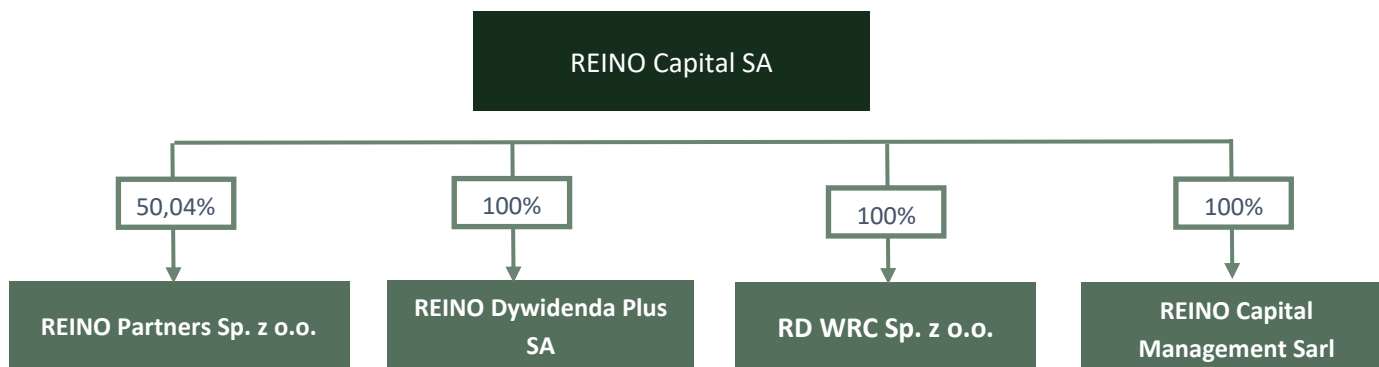 REINO Capital SA
50,04%
100%
100%
100%
REINO Partners Sp. z o.o.
REINO Dywidenda Plus
SA
RD WRC Sp. z o.o.
REINO Capital
Management Sarl